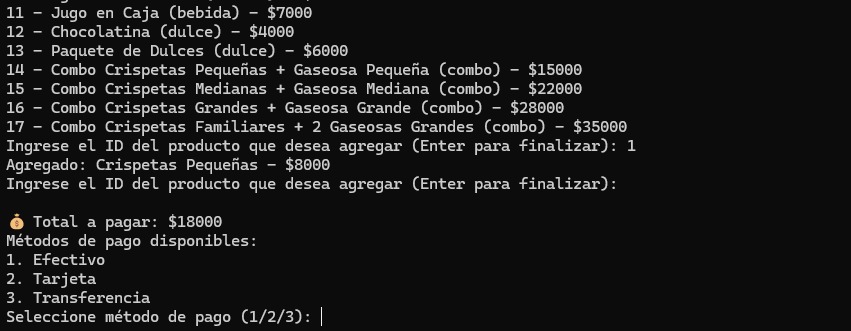 11 - Jugo en Caja (bebida) - $7000
12 - Chocolatina (dulce) - $4000
13 - Paquete de Dulces (dulce) - $6000
14 - Combo Crispetas Pequeñas + Gaseosa Pequeña (combo) - $15000
15 - Combo Crispetas Medianas + Gaseosa Mediana (combo) - $22000
16 - Combo Crispetas Grandes + Gaseosa Grande (combo) - $28000
17 - Combo Crispetas Familiares + 2 Gaseosas Grandes (combo) - $35000
Ingrese el ID del producto que desea agregar (Enter para finalizar): 1
Agregado: Crispetas Pequeñas - $8000
Ingrese el ID del producto que desea agregar (Enter para finalizar):
💰 Total a pagar: $18000
Métodos de pago disponibles:
1. Efectivo
2. Tarjeta
3. Transferencia
Seleccione método de pago (1/2/3):